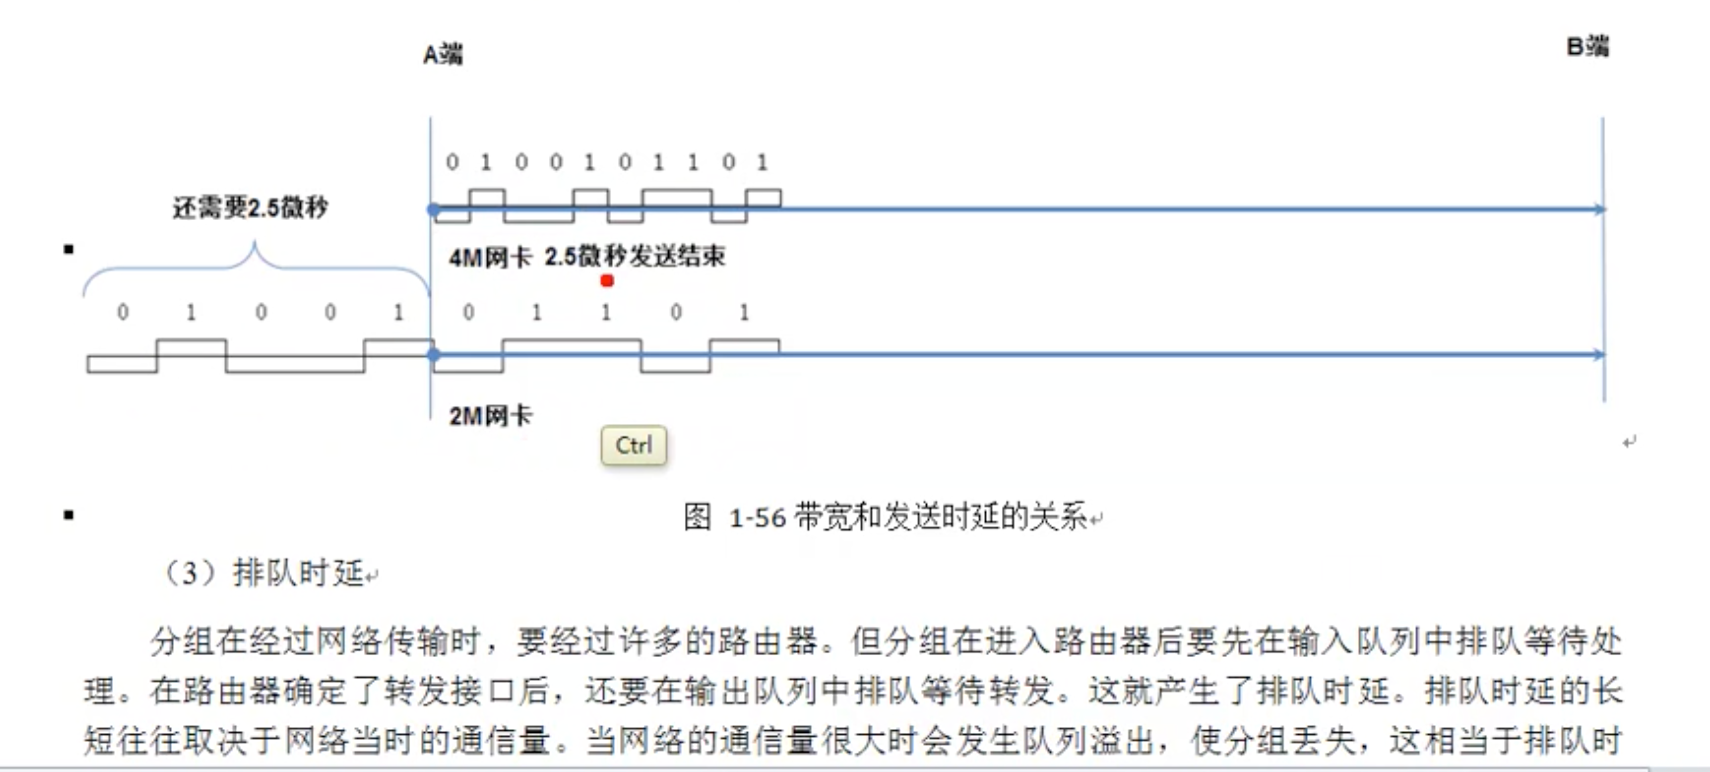 A端
B端
0 1 0 0 1 0 1 1 0 1
还需要2.5微秒
4M网卡 2.5微秒发送结束
0 1 0 0 1 0 1 1 0 1
2M网卡
Ctrl
图 1-56 带宽和发送时延的关系
（3）排队时延
分组在经过网络传输时，要经过许多的路由器。但分组在进入路由器后要先在输入队列中排队等待处
理。在路由器确定了转发接口后，还要在输出队列中排队等待转发。这就产生了排队时延。排队时延的长
短往往取决于网络当时的通信量。当网络的通信量很大时会发生队列溢出，使分组丢失，这相当于排队时